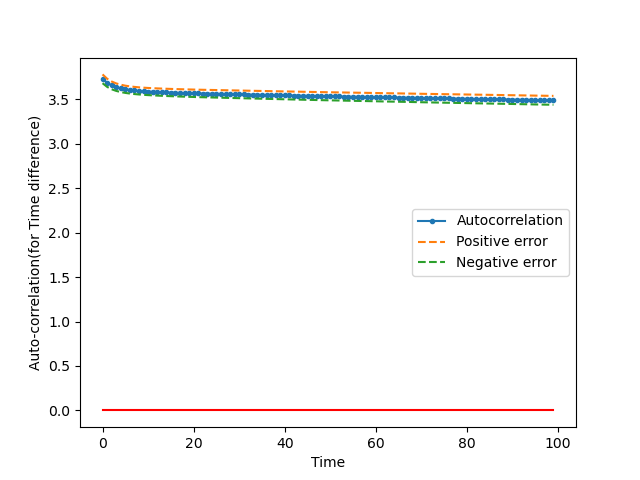 3.5
3.0
2.5
2.0
1.5
1.0
0.5
0.0
Auto-correlation(for Time difference)
Autocorrelation
Positive error
Negative error
0 20 40 60 80 100
Time